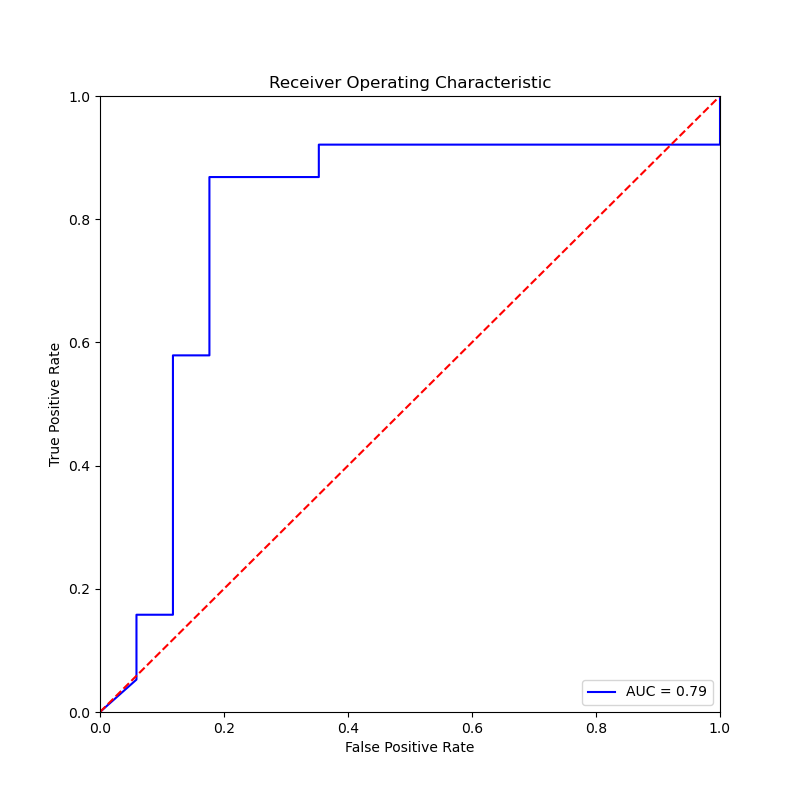 Receiver Operating Characteristic
1.0
0.8
0.6
0.4
0.2
0.0
True Positive Rate
AUC = 0.79
0.0 0.2 0.4 0.6 0.8 1.0
False Positive Rate